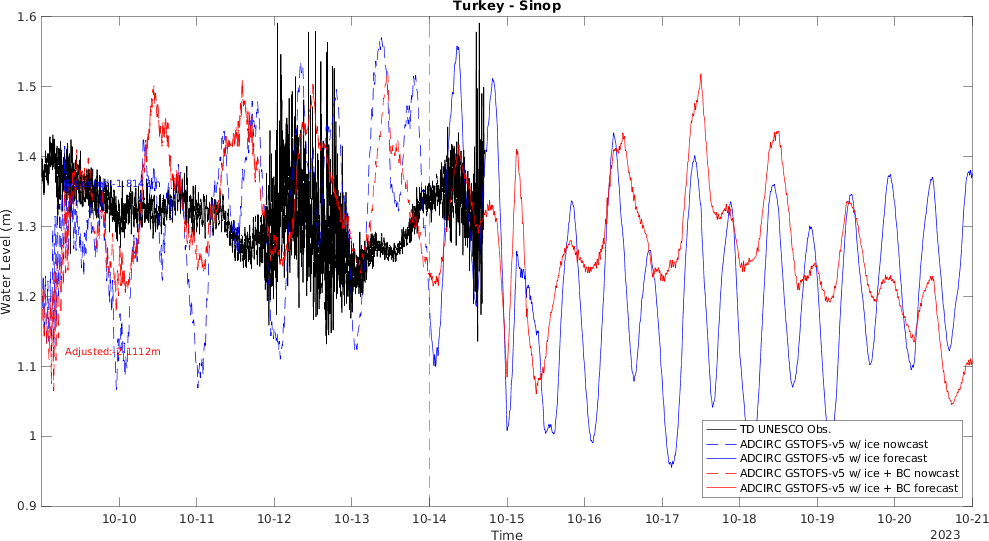 Turkey - Sinop
Water Level (m)
1.6
1.5
1.4
1.3
1.2
1.1
1
0.9
Adjusted:-2.1112m
TD UNESCO Obs.
ADCIRC GSTOFS-v5 w/ ice nowcast
ADCIRC GSTOFS-v5 w/ ice forecast
ADCIRC GSTOFS-v5 w/ ice + BC nowcast
ADCIRC GSTOFS-v5 w/ ice + BC forecast
10-10 10-11 10-12 10-13 10-14 10-15 10-16 10-17 10-18 10-19 10-20 10-21
Time
2023